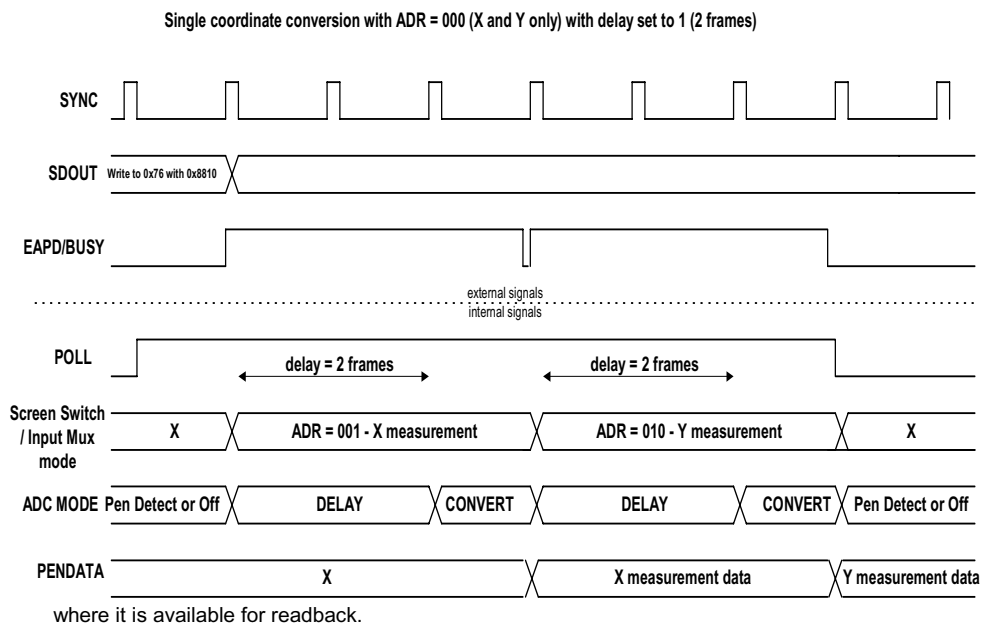 Single coordinate conversion with ADR = 000 (X and Y only) with delay set to 1 (2 frames)
SYNC
SDOUT
Write to 0x76 with 0x8810
EAPD/BUSY
external signals
internal signals
POLL
delay = 2 frames
delay = 2 frames
Screen Switch
/ Input Mux
mode
X
ADR = 001 - X measurement
ADR = 010 - Y measurement
X
ADC MODE
Pen Detect or Off
DELAY
CONVERT
DELAY
CONVERT
Pen Detect or Off
PENDATA
X
X measurement data
Y measurement data
where it is available for readback.